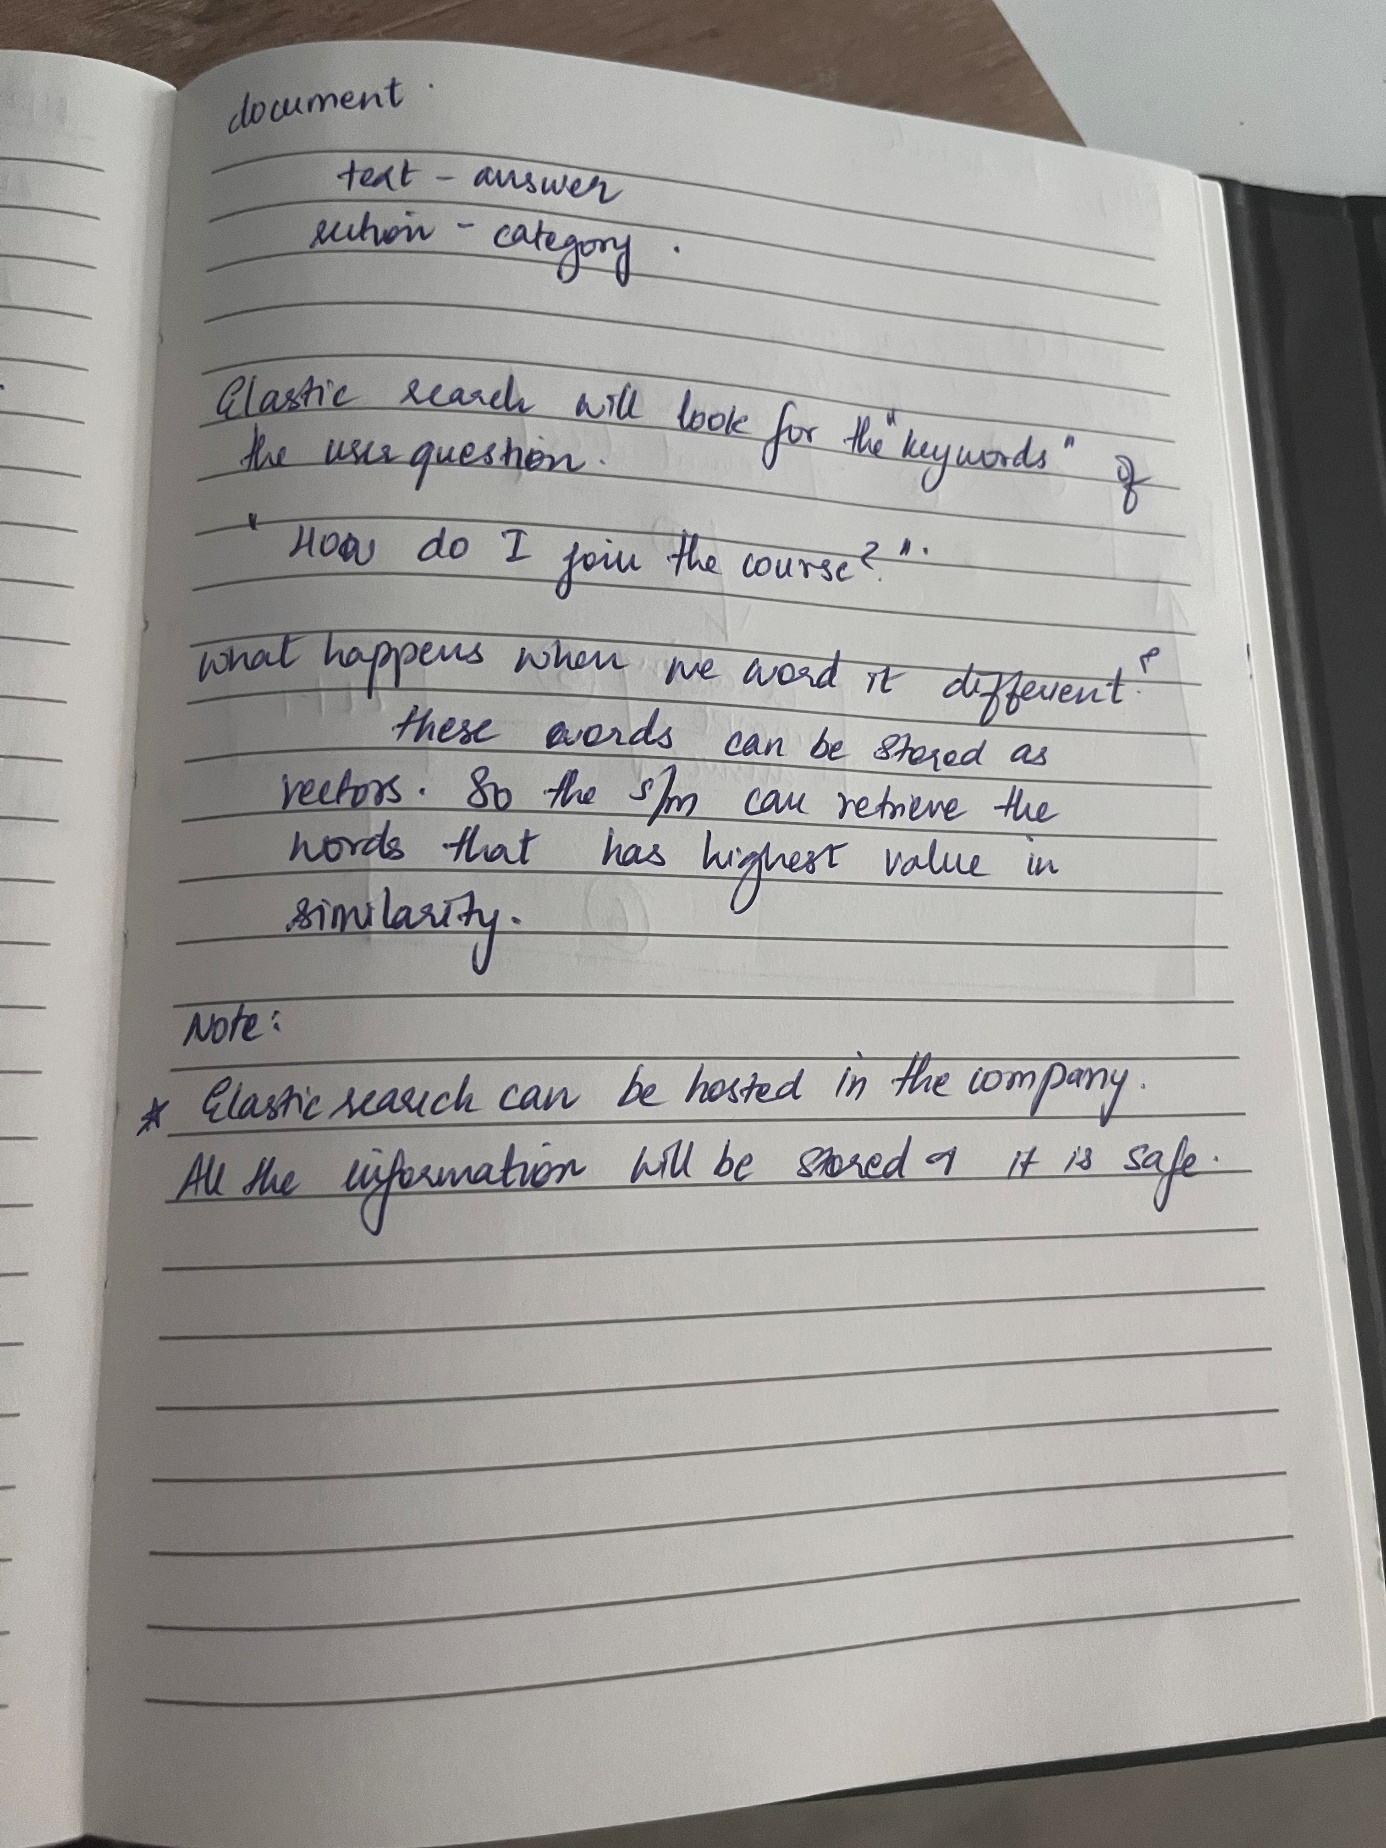 document.
text - answer
section - category.
Elastic search will look for the "keywords" of
the user question.
"How do I join the course?".
What happens when we word it different?
these words can be stored as
vectors. So the s/m can retrieve the
words that has highest value in
similarity.
Note:
* Elastic search can be hosted in the company.
All the information will be stored & it is safe.